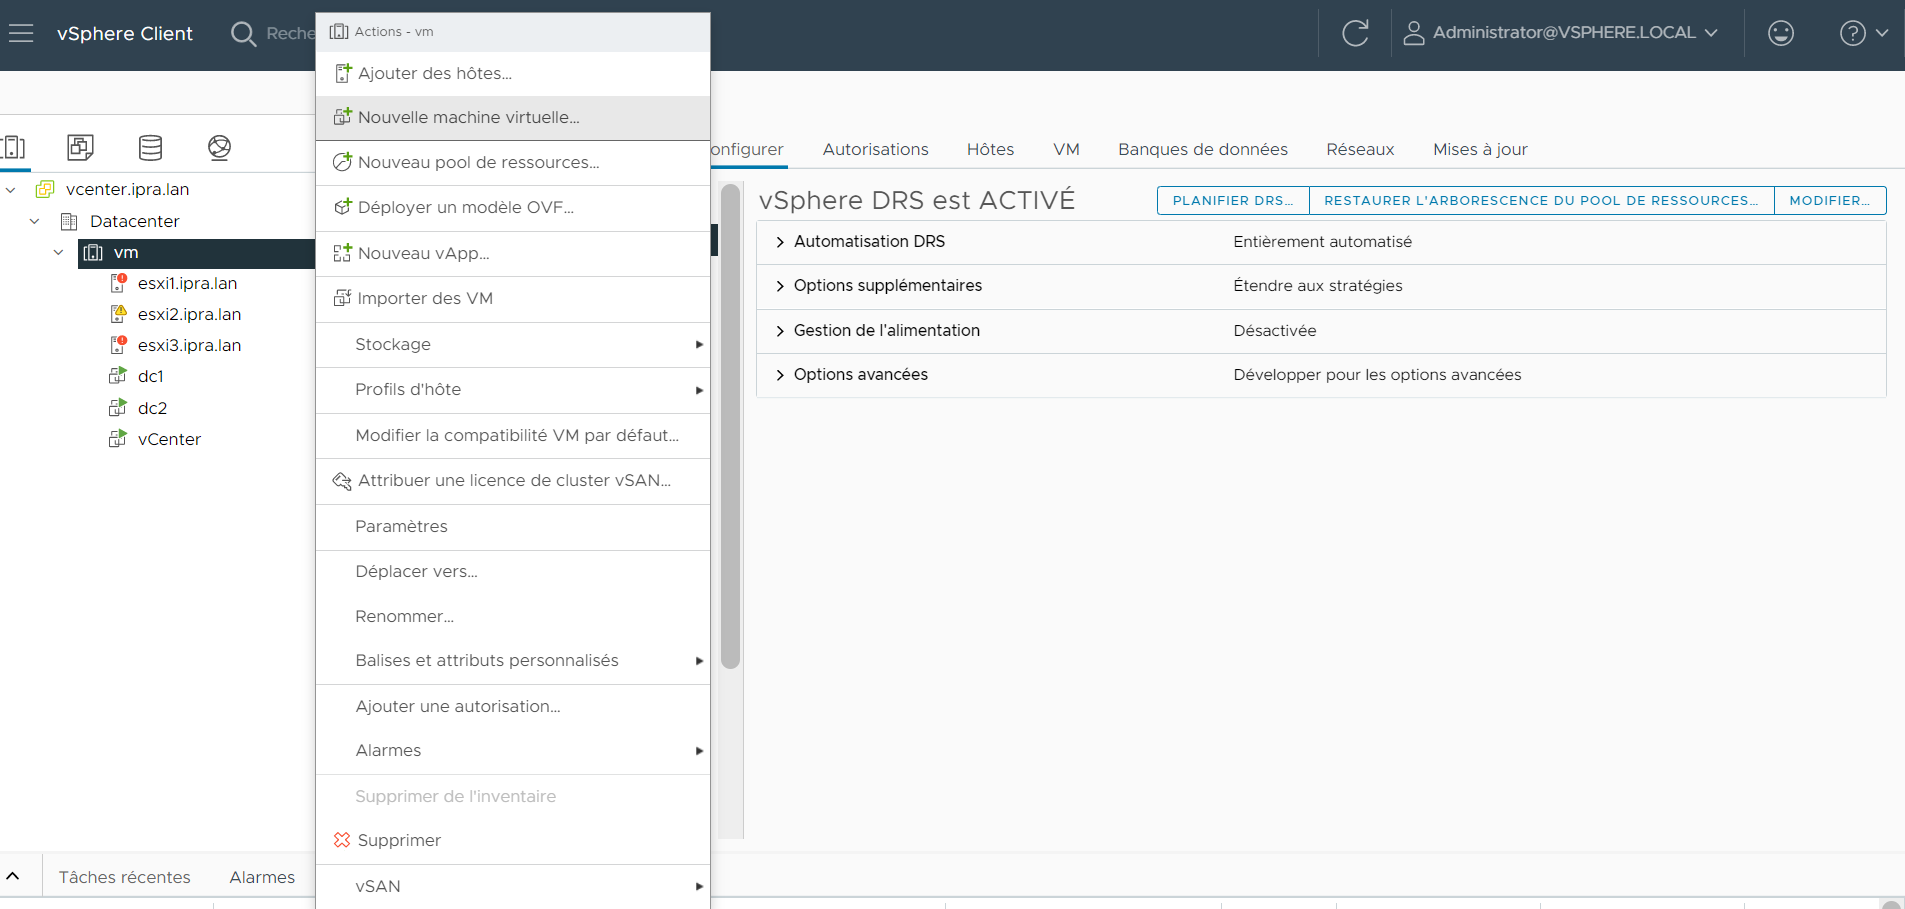 vSphere Client
Reche
Administrator@VSPHERE.LOCAL
Actions - vm
Ajouter des hôtes...
Nouvelle machine virtuelle...
Nouveau pool de ressources...
Déployer un modèle OVF...
Nouveau vApp...
Importer des VM
Stockage
Profils d'hôte
Modifier la compatibilité VM par défaut...
Attribuer une licence de cluster vSAN...
Paramètres
Déplacer vers...
Renommer...
Balises et attributs personnalisés
Ajouter une autorisation...
Alarmes
Supprimer de l'inventaire
Supprimer
vSAN
vcenter.ipra.lan
Datacenter
vm
esxi1.ipra.lan
esxi2.ipra.lan
esxi3.ipra.lan
dc1
dc2
vCenter
onfigurer Autorisations Hôtes VM Banques de données Réseaux Mises à jour
vSphere DRS est ACTIVÉ
PLANIFIER DRS... RESTAURER L'ARBORESCENCE DU POOL DE RESSOURCES... MODIFIER...
Automatisation DRS Entièrement automatisé
Options supplémentaires Étendre aux stratégies
Gestion de l'alimentation Désactivée
Options avancées Développer pour les options avancées
Tâches récentes Alarmes